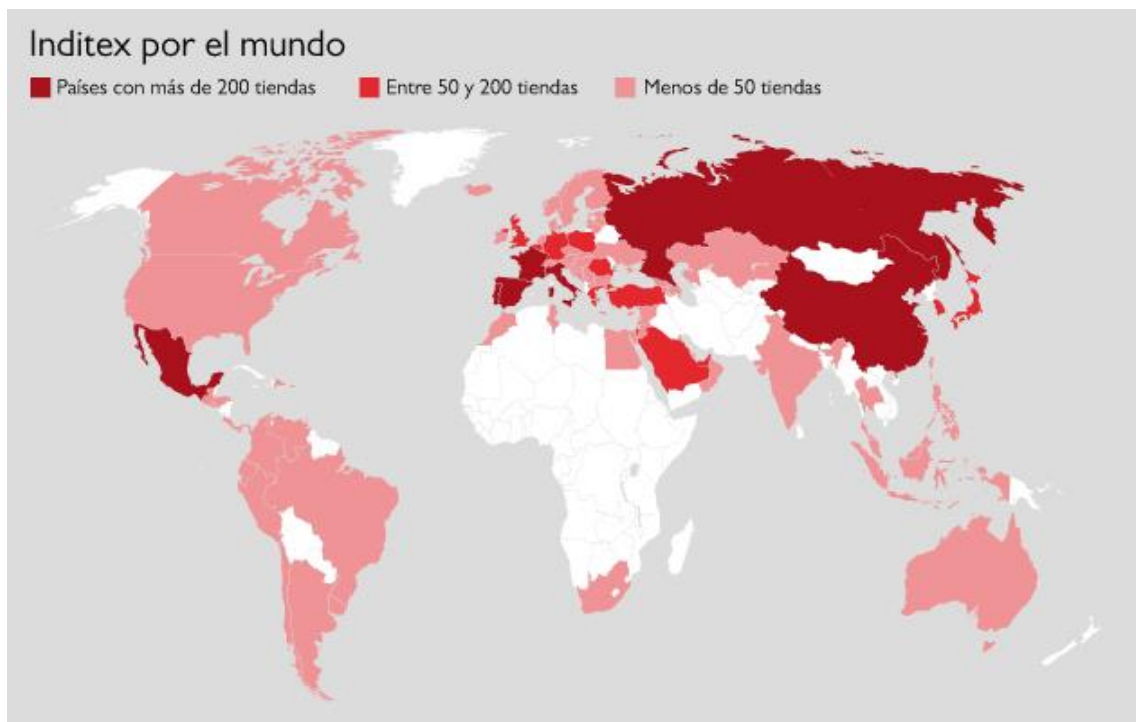 Inditex por el mundo
Países con más de 200 tiendas Entre 50 y 200 tiendas Menos de 50 tiendas